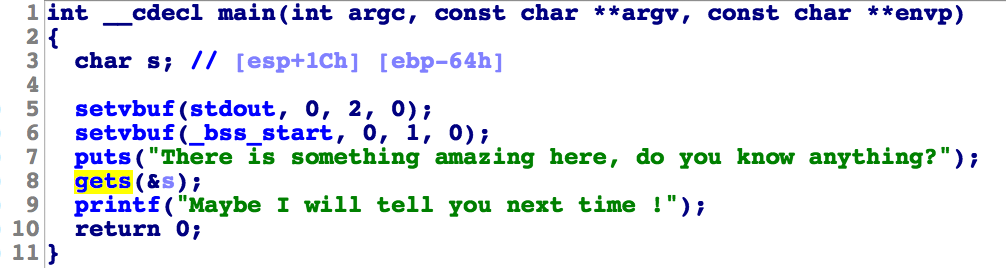 1 int __cdecl main(int argc, const char **argv, const char **envp)
2 {
3   char s; // [esp+1Ch] [ebp-64h]
4
5   setvbuf(stdout, 0, 2, 0);
6   setvbuf(_bss_start, 0, 1, 0);
7   puts("There is something amazing here, do you know anything?");
8   gets(&s);
9   printf("Maybe I will tell you next time !");
10   return 0;
11 }